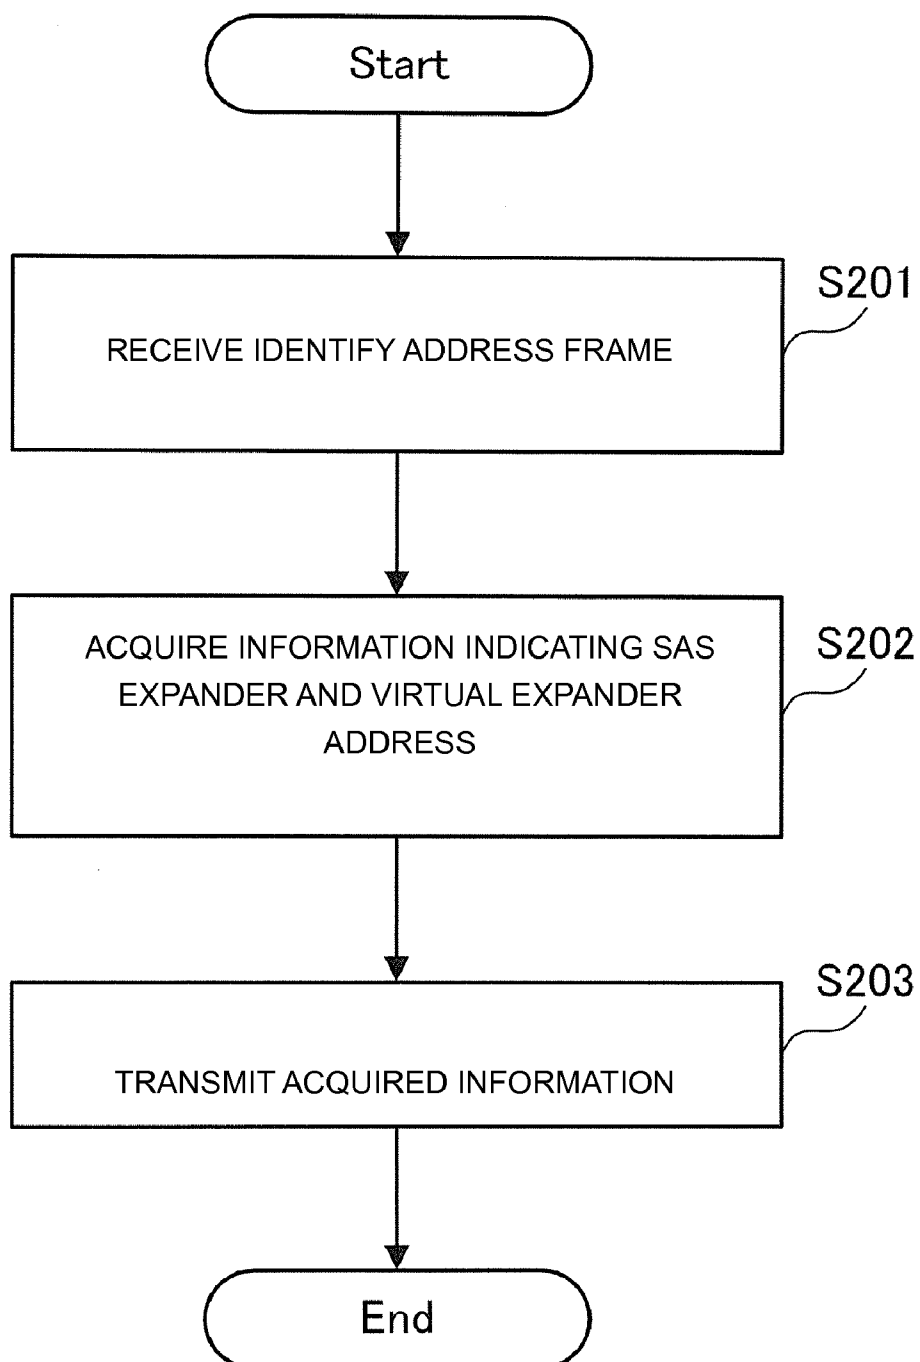 Start
S201
RECEIVE IDENTIFY ADDRESS FRAME
S202
ACQUIRE INFORMATION INDICATING SAS
EXPANDER AND VIRTUAL EXPANDER
ADDRESS
S203
TRANSMIT ACQUIRED INFORMATION
End